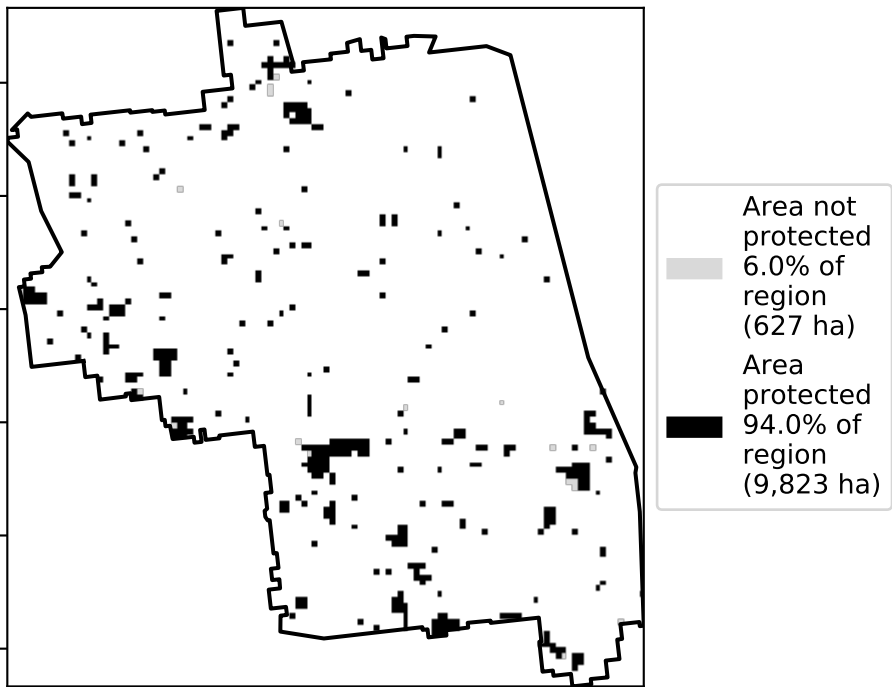 Area not
protected
6.0% of
region
(627 ha)
Area
protected
94.0% of
region
(9,823 ha)